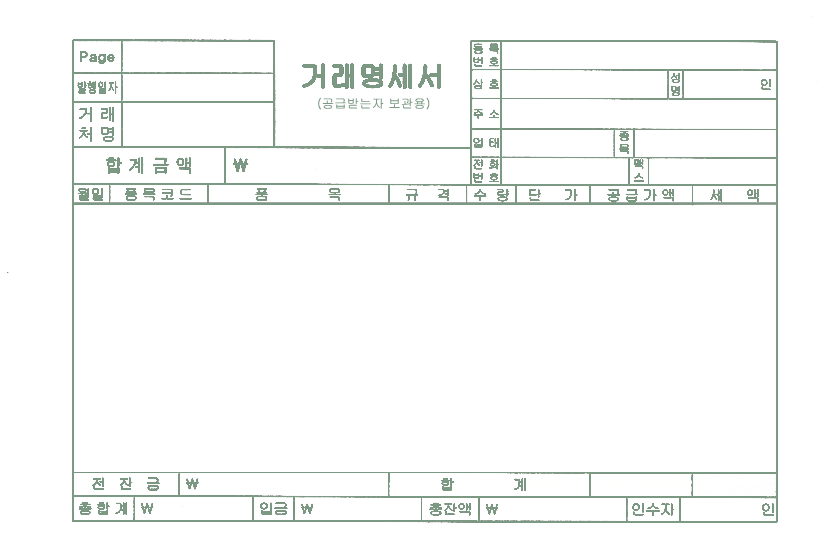 Page
발행일자
거 래
처 명
합 계 금 액 ₩
거래명세서
(공급받는자 보관용)
등 록
번 호
상 호 성명 인
주 소
업 태 종목
전 화
번 호 팩스
월일 품목코드 품 목 규 격 수 량 단 가 공급가액 세 액
전 잔 금 ₩ 합 계
총 합 계 ₩ 입금 ₩ 총잔액 ₩ 인수자 인